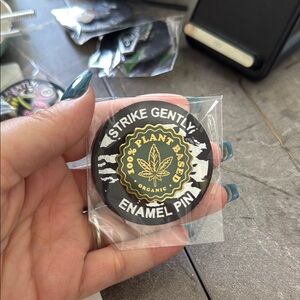 STRIKE GENTLY
100% PLANT BASED
ORGANIC
ENAMEL PIN